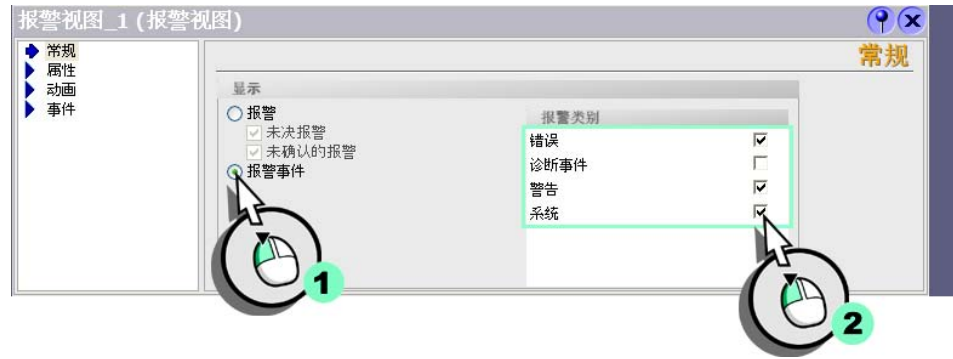 报警视图_1 (报警视图)
常规
属性
动画
事件
常规
显示
报警
未决报警
未确认的报警
报警事件
报警类别
错误
诊断事件
警告
系统
1
2